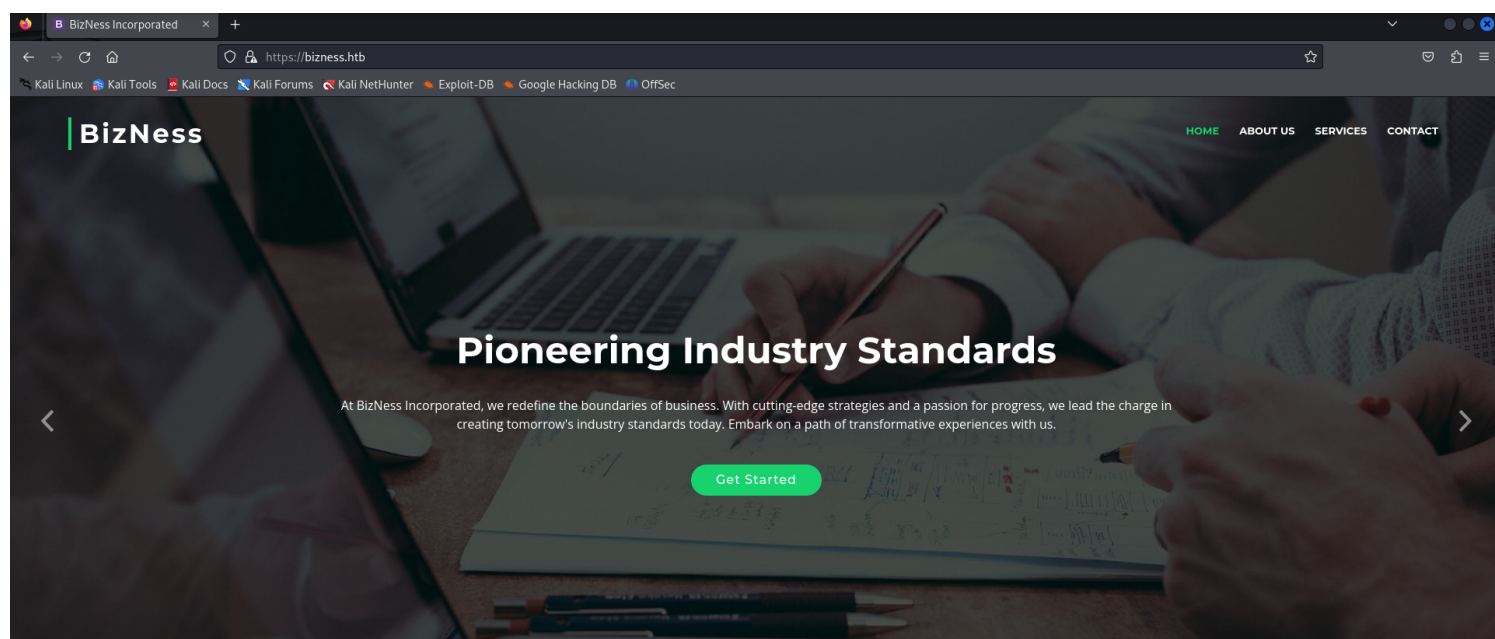 B BizNess Incorporated × +
https://bizness.htb
Kali Linux Kali Tools Kali Docs Kali Forums Kali NetHunter Exploit-DB Google Hacking DB OffSec
BizNess
HOME ABOUT US SERVICES CONTACT
Pioneering Industry Standards
At BizNess Incorporated, we redefine the boundaries of business. With cutting-edge strategies and a passion for progress, we lead the charge in
creating tomorrow's industry standards today. Embark on a path of transformative experiences with us.
Get Started